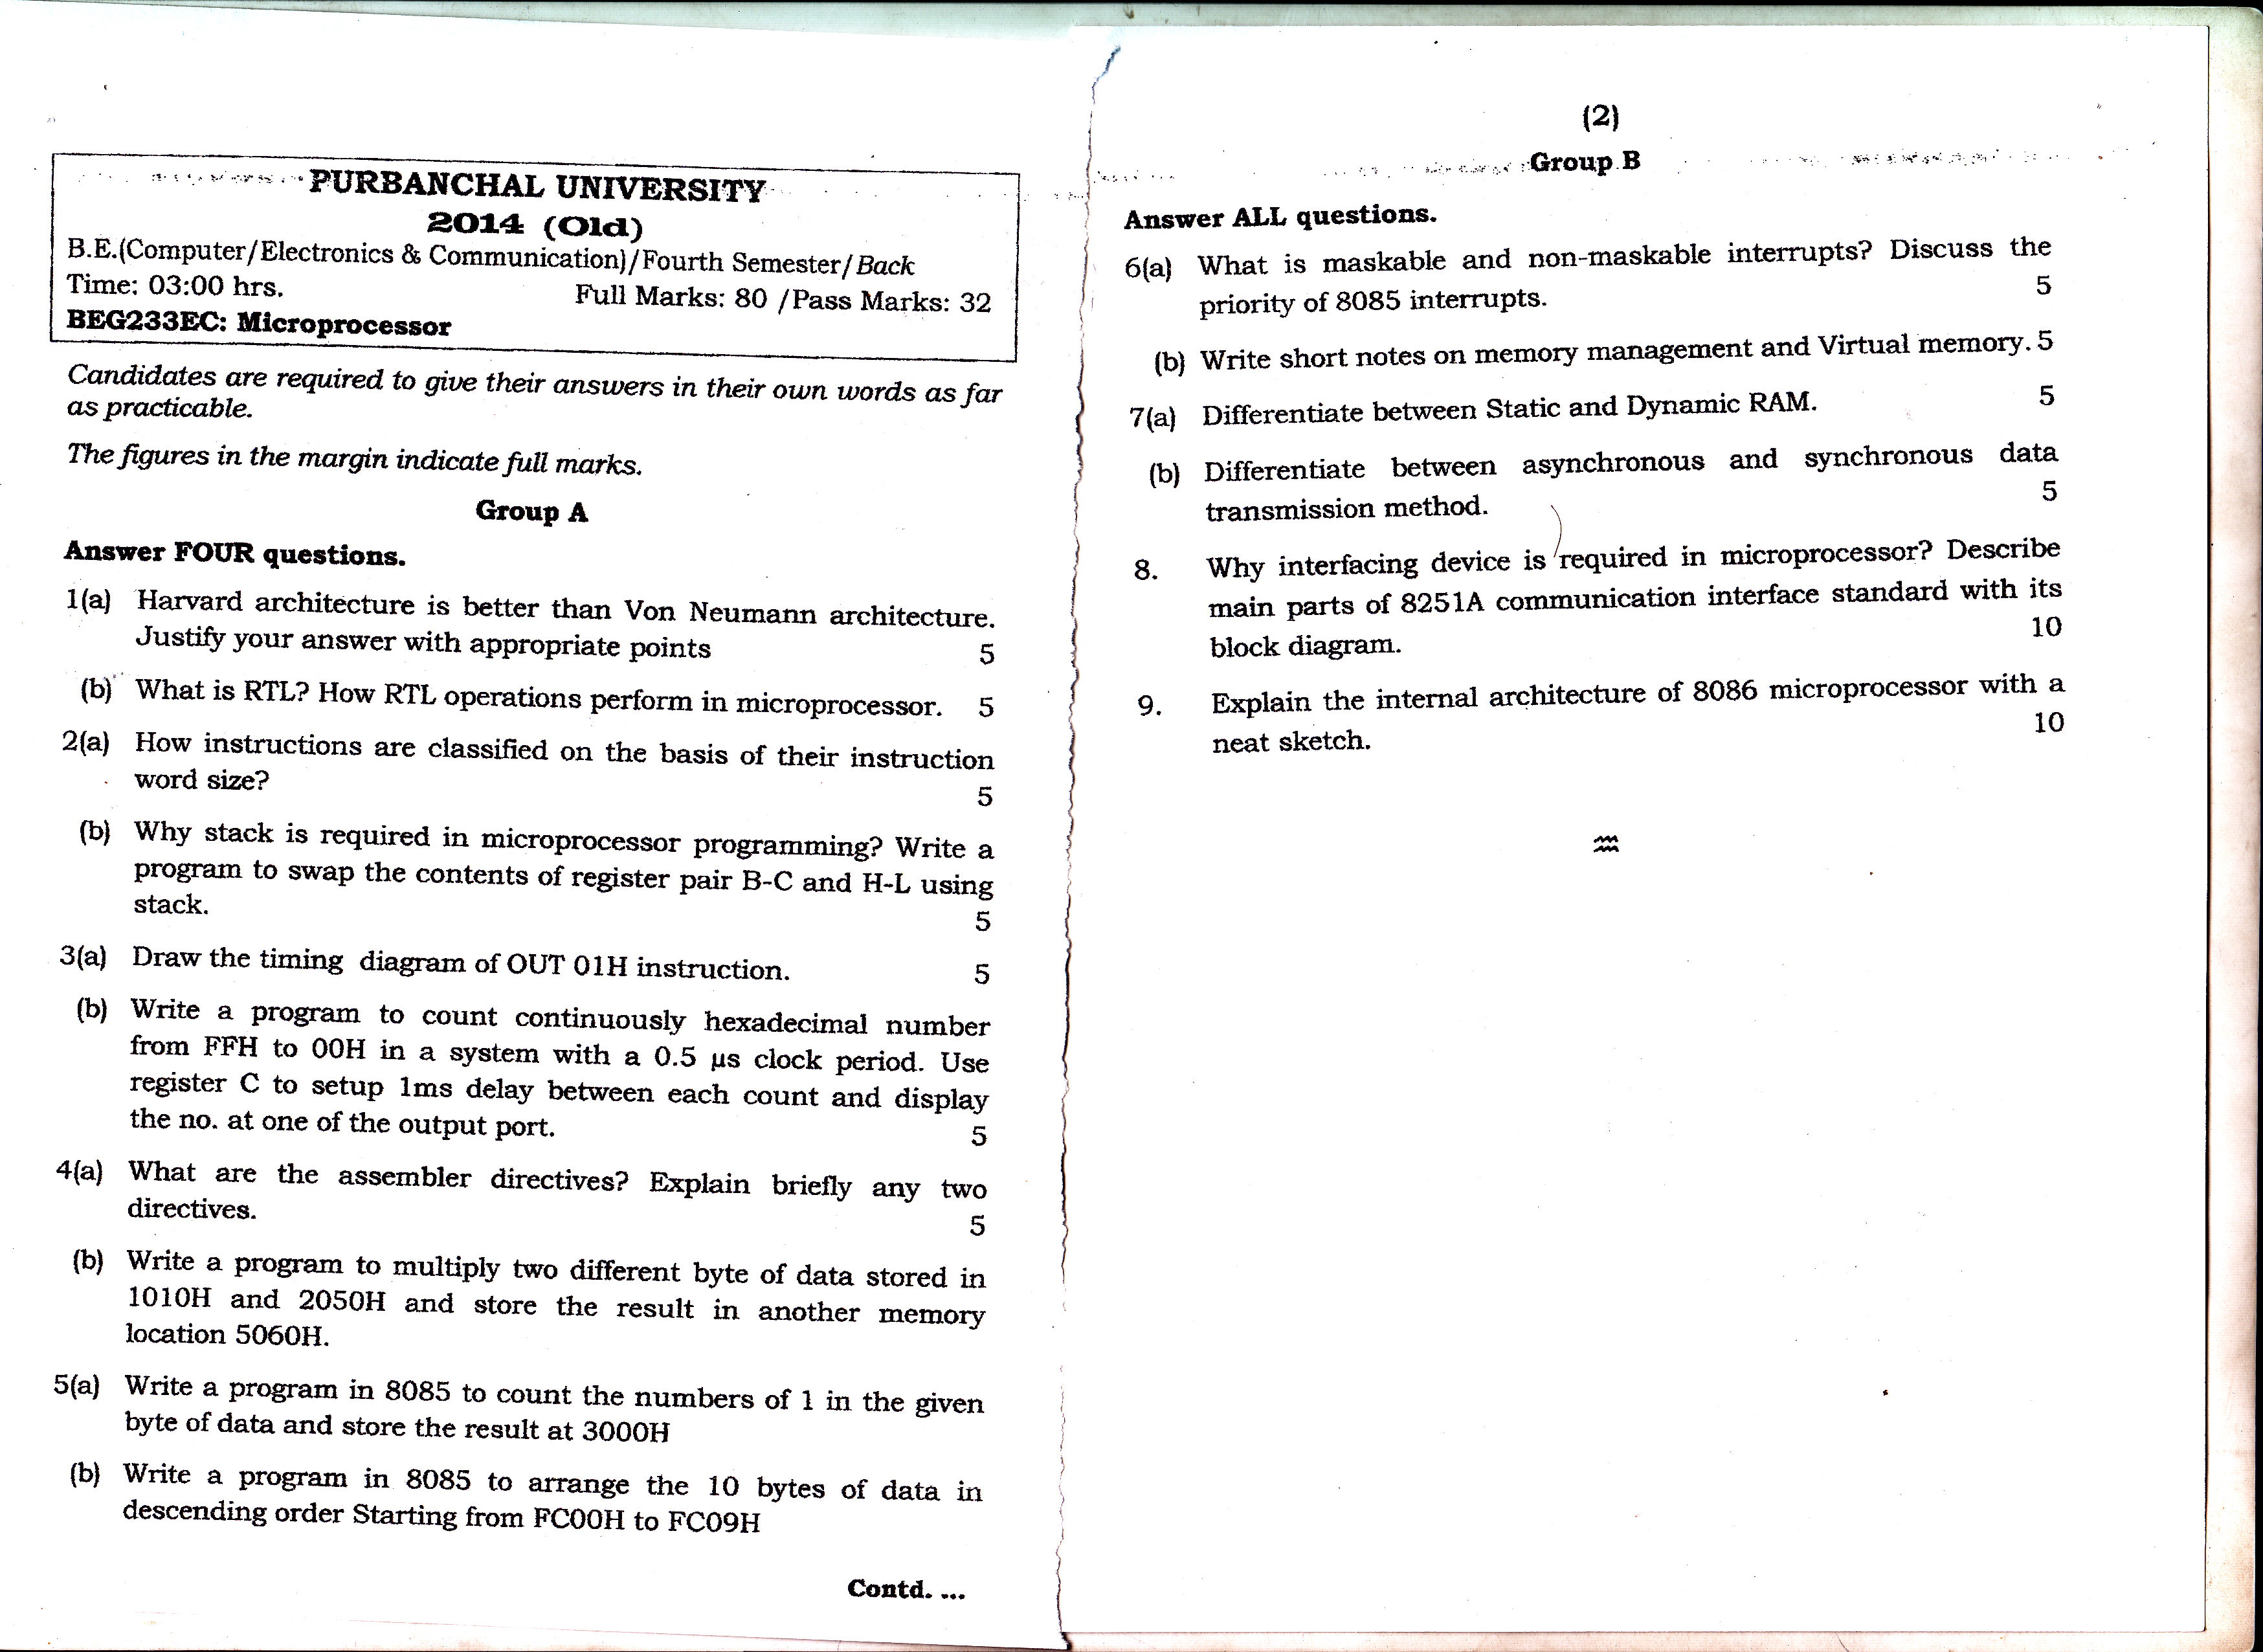 PURBANCHAL UNIVERSITY
2014 (Old)
B.E.(Computer/Electronics & Communication)/Fourth Semester/Back
Time: 03:00 hrs. Full Marks: 80 /Pass Marks: 32
BEG233EC: Microprocessor
Candidates are required to give their answers in their own words as far
as practicable.
The figures in the margin indicate full marks.
Group A
Answer FOUR questions.
1(a) Harvard architecture is better than Von Neumann architecture.
Justify your answer with appropriate points 5
(b) What is RTL? How RTL operations perform in microprocessor. 5
2(a) How instructions are classified on the basis of their instruction
word size? 5
(b) Why stack is required in microprocessor programming? Write a
program to swap the contents of register pair B-C and H-L using
stack. 5
3(a) Draw the timing diagram of OUT 01H instruction. 5
(b) Write a program to count continuously hexadecimal number
from FFH to 00H in a system with a 0.5 µs clock period. Use
register C to setup 1ms delay between each count and display
the no. at one of the output port. 5
4(a) What are the assembler directives? Explain briefly any two
directives. 5
(b) Write a program to multiply two different byte of data stored in
1010H and 2050H and store the result in another memory
location 5060H.
5(a) Write a program in 8085 to count the numbers of 1 in the given
byte of data and store the result at 3000H
(b) Write a program in 8085 to arrange the 10 bytes of data in
descending order Starting from FC00H to FC09H
Contd. ...
(2)
Group B
Answer ALL questions.
6(a) What is maskable and non-maskable interrupts? Discuss the
priority of 8085 interrupts. 5
(b) Write short notes on memory management and Virtual memory. 5
7(a) Differentiate between Static and Dynamic RAM. 5
(b) Differentiate between asynchronous and synchronous data
transmission method. 5
8. Why interfacing device is required in microprocessor? Describe
main parts of 8251A communication interface standard with its
block diagram. 10
9. Explain the internal architecture of 8086 microprocessor with a
neat sketch. 10